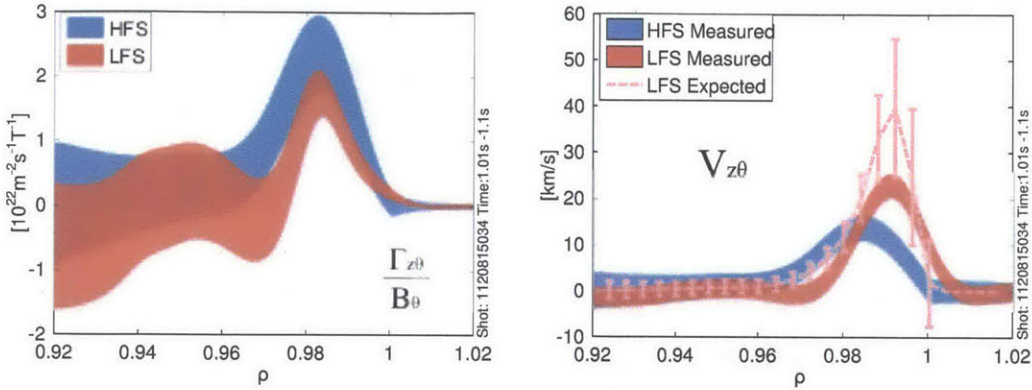 3
2
1
0
-1
-2
[10²²m⁻²s⁻¹T⁻¹]
HFS
LFS
Γzθ
Bθ
0.92 0.94 0.96 0.98 1 1.02
ρ
Shot: 1120815034 Time:1.01s -1.1s
60
50
40
30
20
10
0
-10
[km/s]
HFS Measured
LFS Measured
LFS Expected
Vzθ
0.92 0.94 0.96 0.98 1 1.02
ρ
Shot: 1120815034 Time:1.01s -1.1s